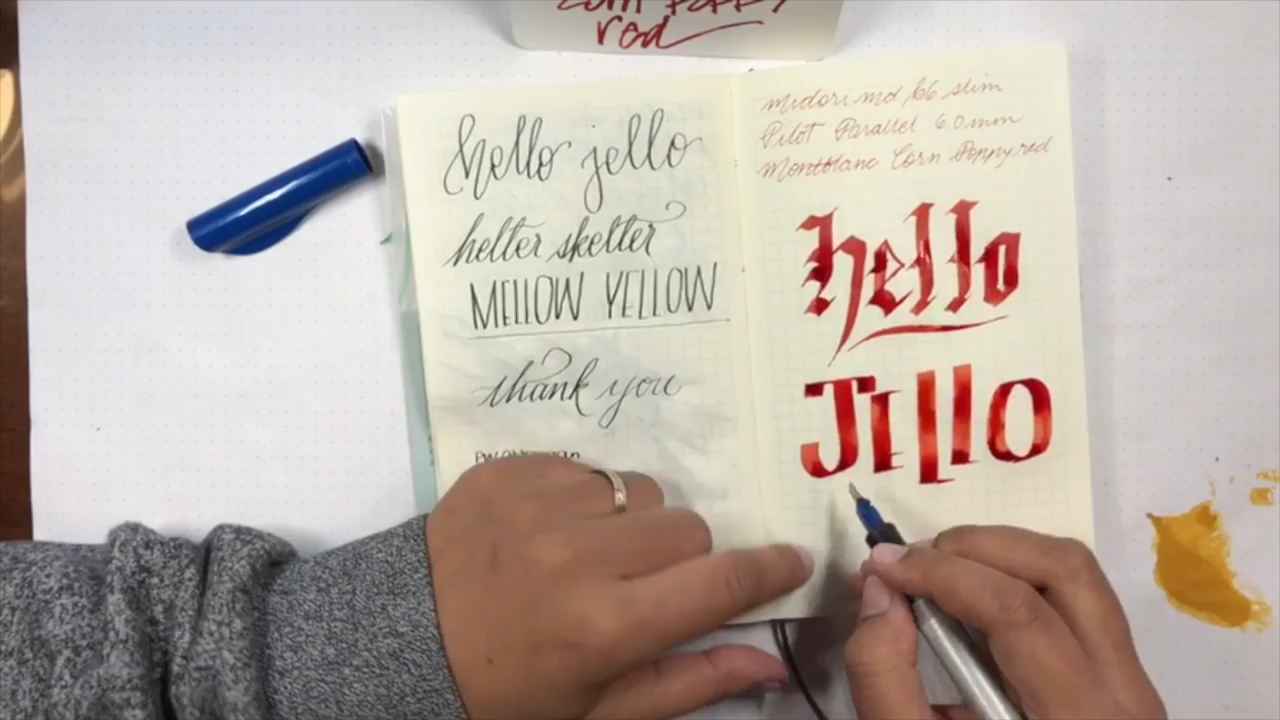 red
hello jello
helter skelter
MELLOW YELLOW
thank you
midori md b6 slim
Pilot Parallel 6.0mm
Montblanc Corn Poppy red
hello
Jello